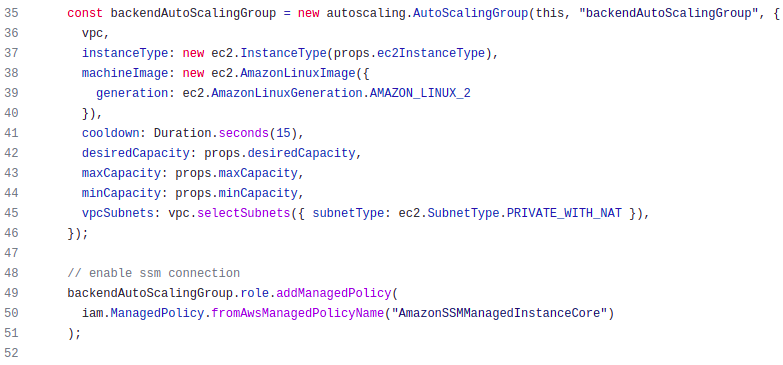 35 const backendAutoScalingGroup = new autoscaling.AutoScalingGroup(this, "backendAutoScalingGroup", {
36 vpc,
37 instanceType: new ec2.InstanceType(props.ec2InstanceType),
38 machineImage: new ec2.AmazonLinuxImage({
39 generation: ec2.AmazonLinuxGeneration.AMAZON_LINUX_2
40 }),
41 cooldown: Duration.seconds(15),
42 desiredCapacity: props.desiredCapacity,
43 maxCapacity: props.maxCapacity,
44 minCapacity: props.minCapacity,
45 vpcSubnets: vpc.selectSubnets({ subnetType: ec2.SubnetType.PRIVATE_WITH_NAT }),
46 });
47
48 // enable ssm connection
49 backendAutoScalingGroup.role.addManagedPolicy(
50 iam.ManagedPolicy.fromAwsManagedPolicyName("AmazonSSMManagedInstanceCore")
51 );
52